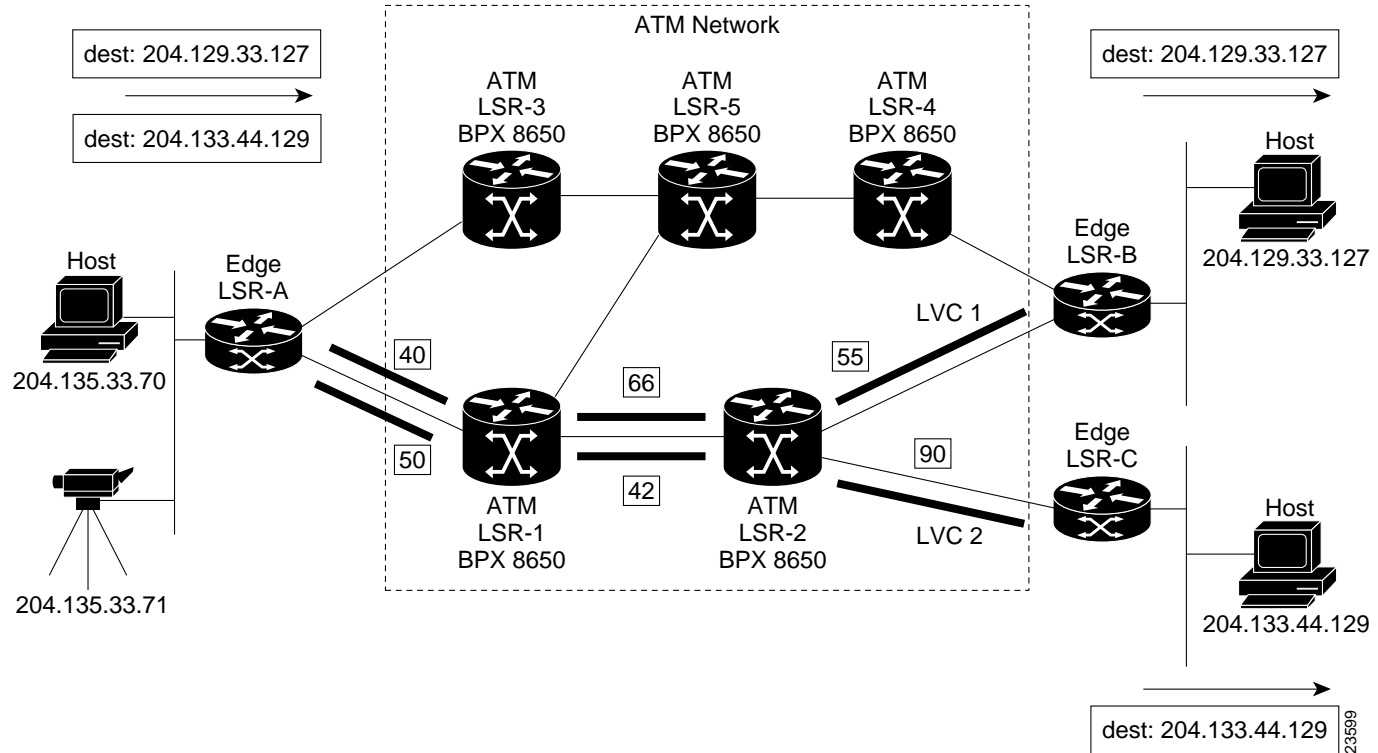 ATM Network
dest: 204.129.33.127
dest: 204.133.44.129
dest: 204.129.33.127
ATM
LSR-3
BPX 8650
ATM
LSR-5
BPX 8650
ATM
LSR-4
BPX 8650
Host
204.129.33.127
Edge
LSR-B
Host
204.135.33.70
Edge
LSR-A
LVC 1
40
66
55
50
42
90
ATM
LSR-1
BPX 8650
ATM
LSR-2
BPX 8650
LVC 2
Edge
LSR-C
Host
204.133.44.129
204.135.33.71
dest: 204.133.44.129
23599